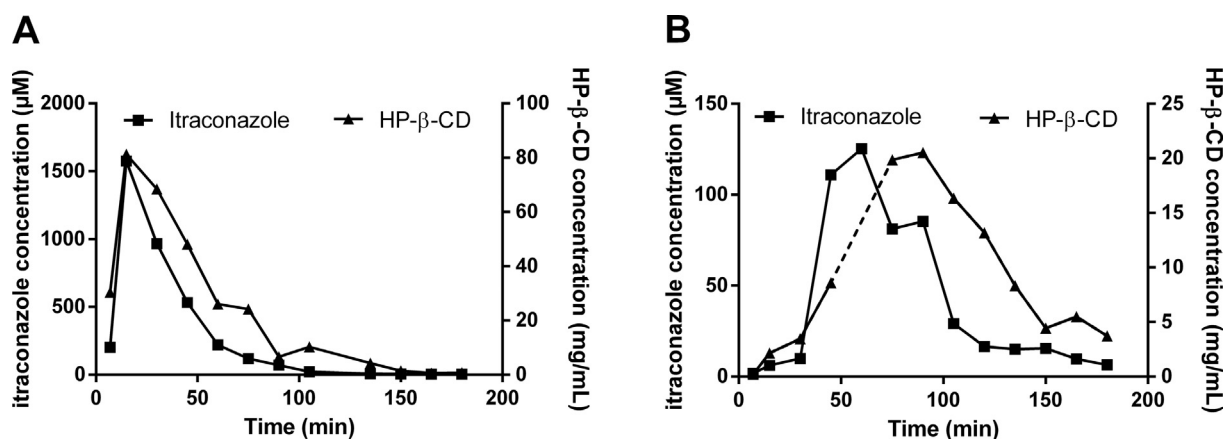 A
itraconazole concentration (µM)
2000
1500
1000
500
0
Itraconazole
HP-β-CD
100
80
60
40
20
0
HP-β-CD concentration (mg/mL)
0 50 100 150 200
Time (min)
B
itraconazole concentration (µM)
150
100
50
0
Itraconazole
HP-β-CD
25
20
15
10
5
0
HP-β-CD concentration (mg/mL)
0 50 100 150 200
Time (min)